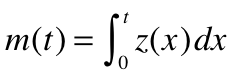 m(t) = ∫₀ᵗ z(x)dx